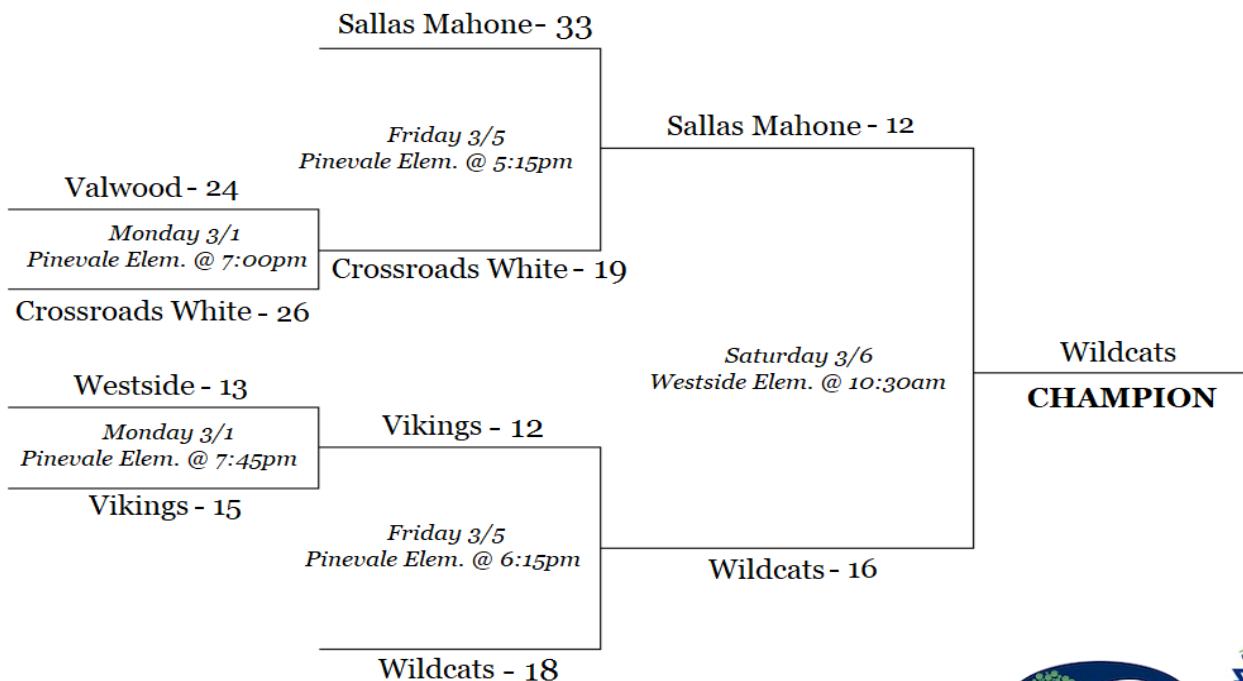 Sallas Mahone - 33
Friday 3/5
Pinevale Elem. @ 5:15pm
Sallas Mahone - 12
Valwood - 24
Monday 3/1
Pinevale Elem. @ 7:00pm
Crossroads White - 19
Crossroads White - 26
Saturday 3/6
Westside Elem. @ 10:30am
Wildcats
CHAMPION
Westside - 13
Monday 3/1
Pinevale Elem. @ 7:45pm
Vikings - 12
Vikings - 15
Friday 3/5
Pinevale Elem. @ 6:15pm
Wildcats - 16
Wildcats - 18